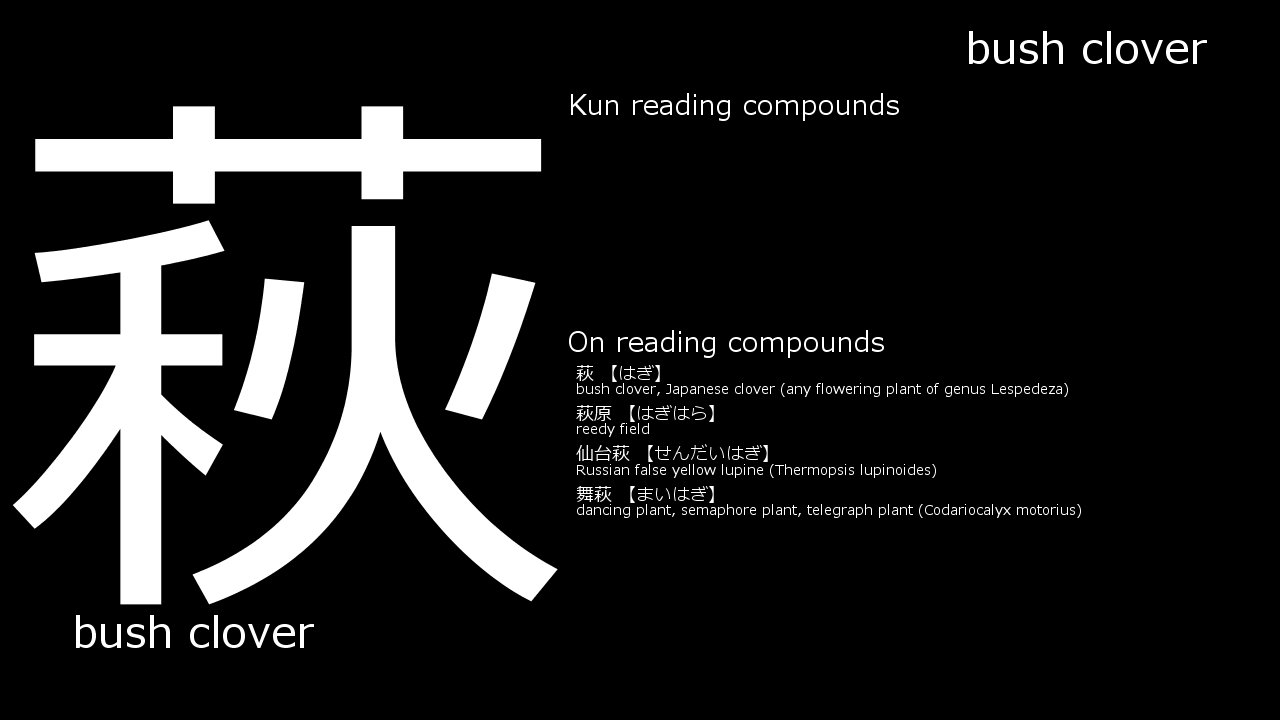 bush clover
Kun reading compounds
萩
On reading compounds
萩 【はぎ】
bush clover, Japanese clover (any flowering plant of genus Lespedeza)
萩原 【はぎはら】
reedy field
仙台萩 【せんだいはぎ】
Russian false yellow lupine (Thermopsis lupinoides)
舞萩 【まいはぎ】
dancing plant, semaphore plant, telegraph plant (Codariocalyx motorius)
bush clover